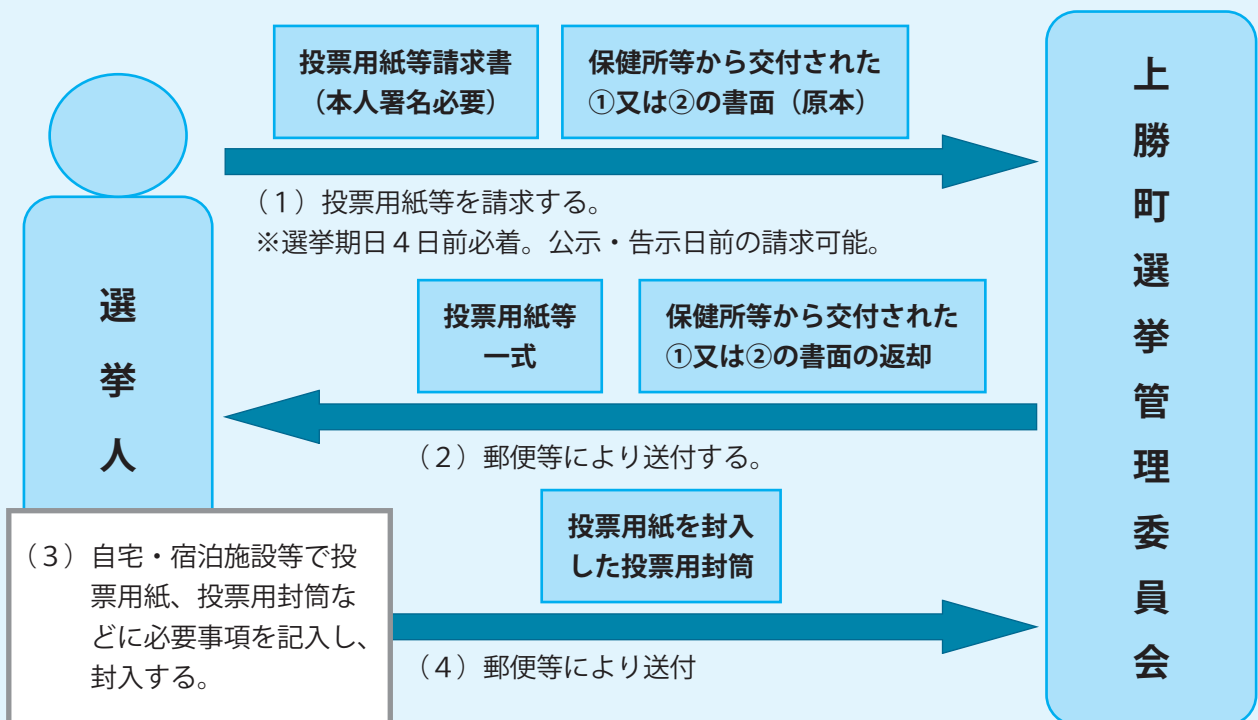 投票用紙等請求書
（本人署名必要）
保健所等から交付された
①又は②の書面（原本）
（１）投票用紙等を請求する。
※選挙期日４日前必着。公示・告示日前の請求可能。
投票用紙等
一式
保健所等から交付された
①又は②の書面の返却
（２）郵便等により送付する。
選挙人
（３）自宅・宿泊施設等で投
票用紙、投票用封筒な
どに必要事項を記入し、
封入する。
投票用紙を封入
した投票用封筒
（４）郵便等により送付
上勝町選挙管理委員会